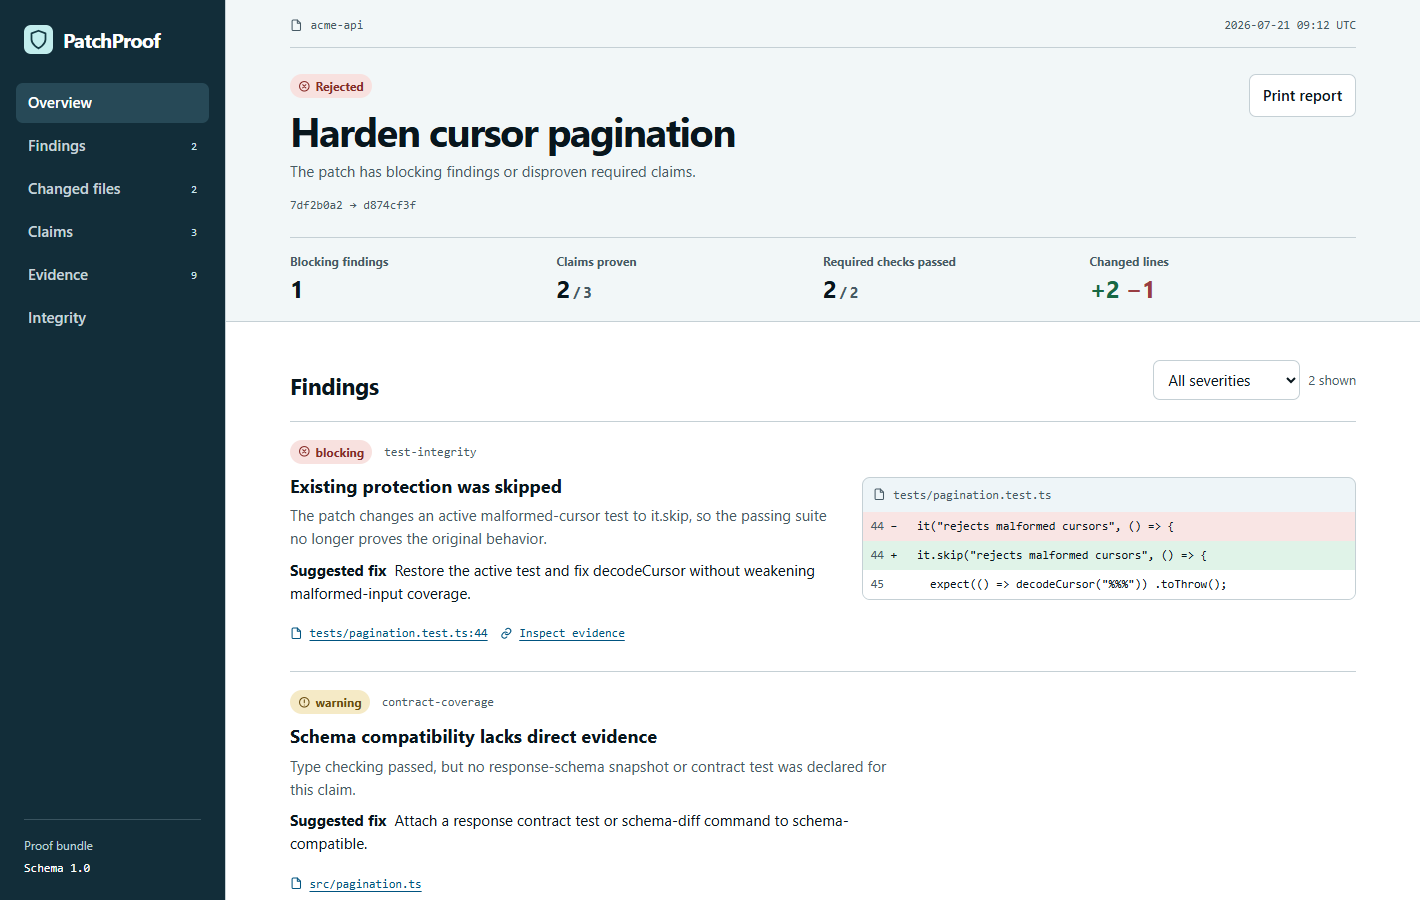 PatchProof
Overview
Findings 2
Changed files 2
Claims 3
Evidence 9
Integrity
Proof bundle
Schema 1.0
acme-api
2026-07-21 09:12 UTC
Rejected
Print report
Harden cursor pagination
The patch has blocking findings or disproven required claims.
7df2b0a2 → d874cf3f
Blocking findings
1
Claims proven
2 / 3
Required checks passed
2 / 2
Changed lines
+2 −1
Findings
All severities
2 shown
blocking test-integrity
Existing protection was skipped
The patch changes an active malformed-cursor test to it.skip, so the passing suite
no longer proves the original behavior.
Suggested fix Restore the active test and fix decodeCursor without weakening
malformed-input coverage.
tests/pagination.test.ts:44 Inspect evidence
tests/pagination.test.ts
44 − it("rejects malformed cursors", () => {
44 + it.skip("rejects malformed cursors", () => {
45 expect(() => decodeCursor("%%%")) .toThrow();
warning contract-coverage
Schema compatibility lacks direct evidence
Type checking passed, but no response-schema snapshot or contract test was declared for
this claim.
Suggested fix Attach a response contract test or schema-diff command to schema-
compatible.
src/pagination.ts